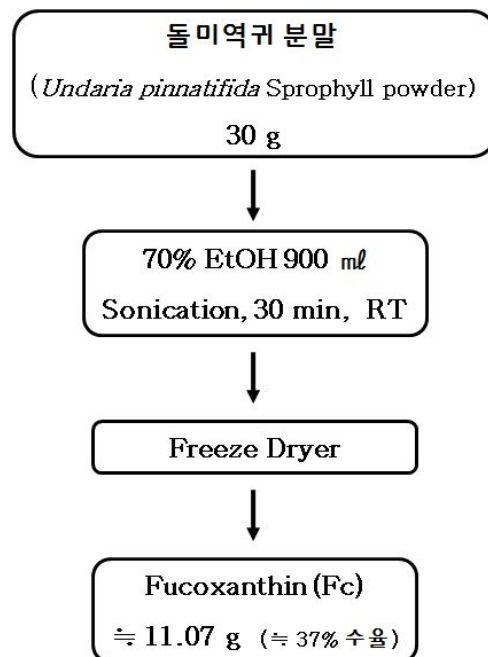 돌미역귀 분말
(Undaria pinnatifida Sprophyll powder)
30 g
70% EtOH 900 ㎖
Sonication, 30 min, RT
Freeze Dryer
Fucoxanthin (Fc)
≒ 11.07 g (≒ 37% 수율)